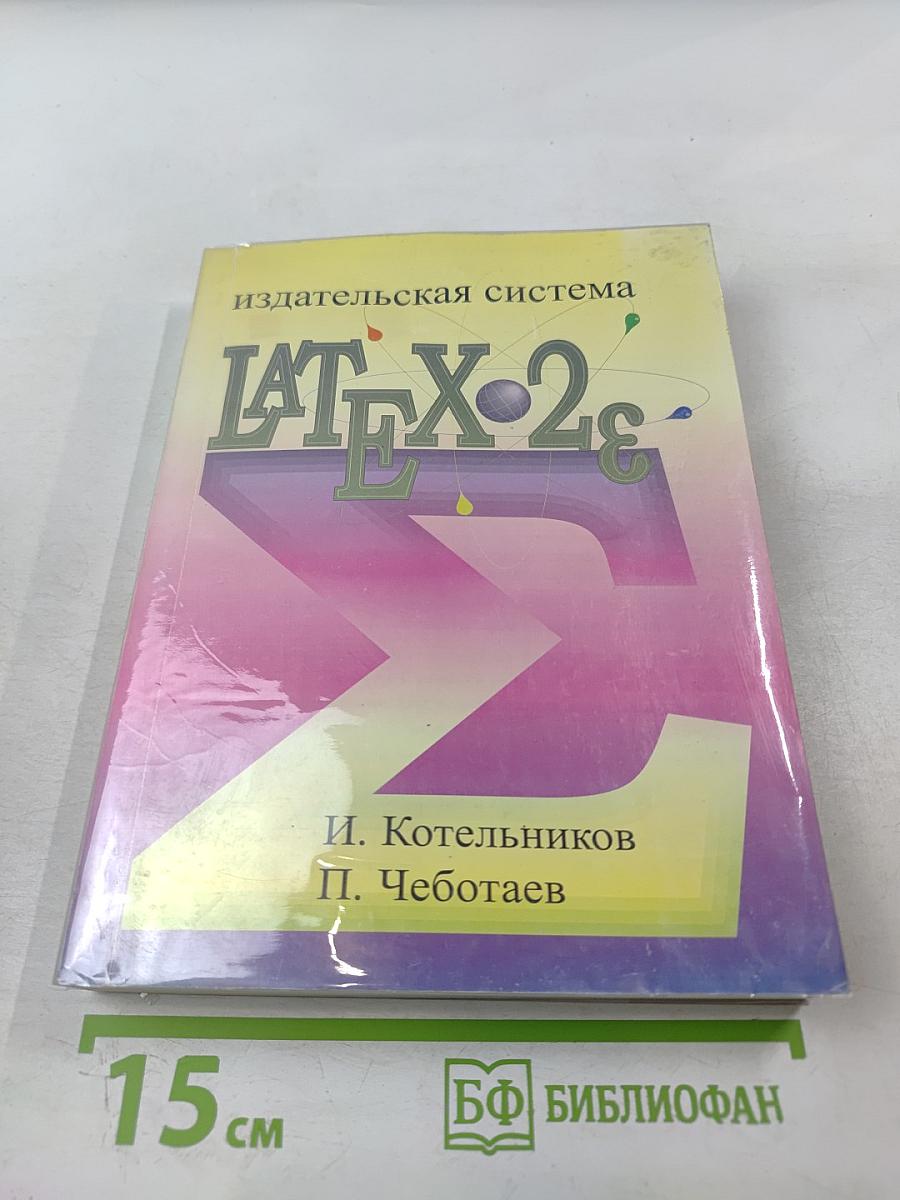 издательская система
LATEX·2ε
И. Котельников
П. Чеботаев
15 см
БФ БИБЛИОФАН